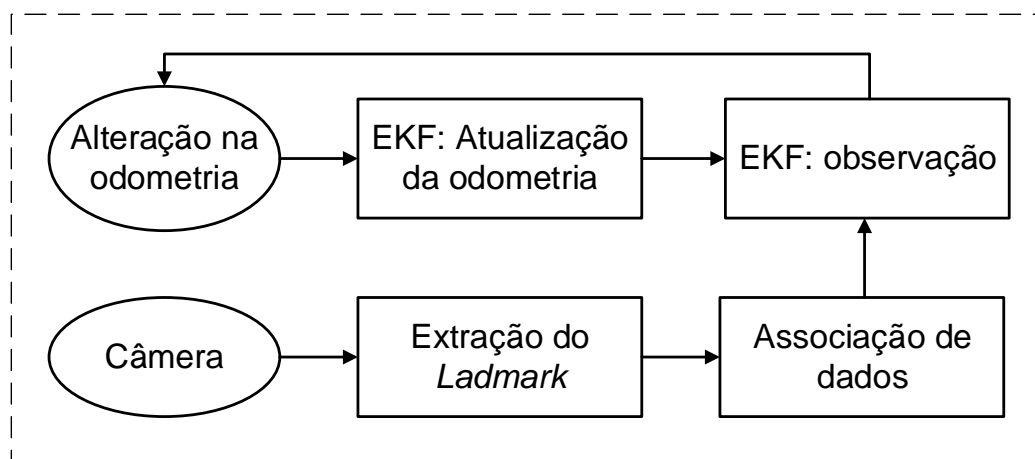 Alteração na
odometria
EKF: Atualização
da odometria
EKF: observação
Câmera
Extração do
Ladmark
Associação de
dados